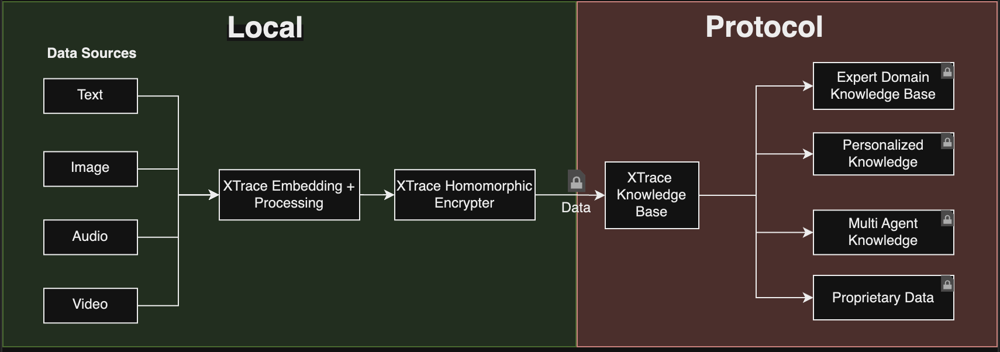 Local
Protocol
Data Sources
Text
Image
Audio
Video
XTrace Embedding +
Processing
XTrace Homomorphic
Encrypter
Data
XTrace
Knowledge
Base
Expert Domain
Knowledge Base
Personalized
Knowledge
Multi Agent
Knowledge
Proprietary Data